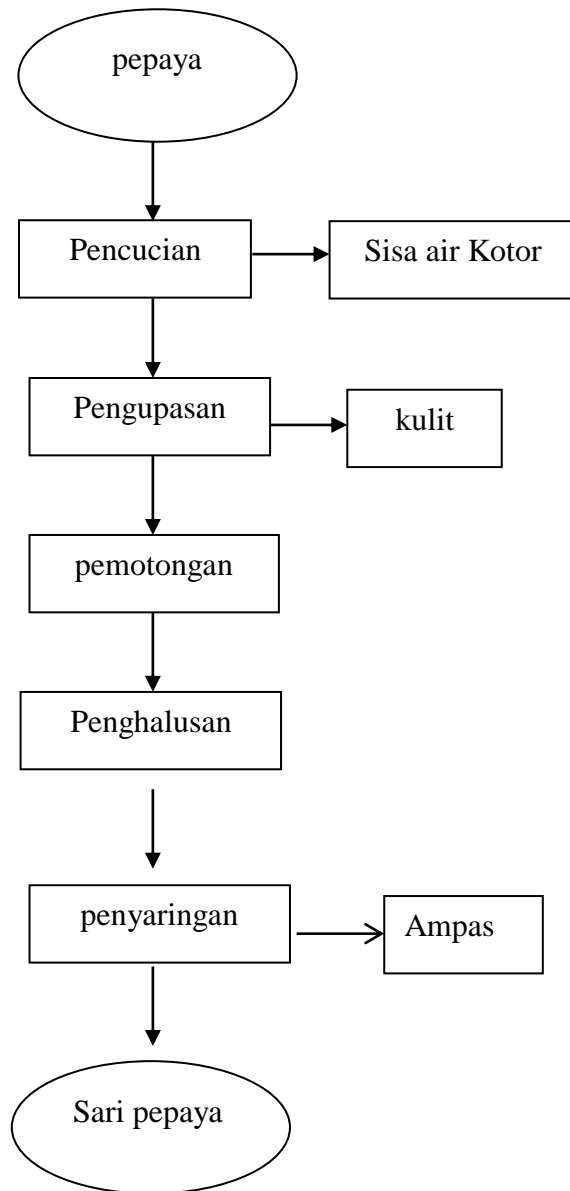 pepaya
Pencucian
Sisa air Kotor
Pengupasan
kulit
pemotongan
Penghalusan
penyaringan
Ampas
Sari pepaya